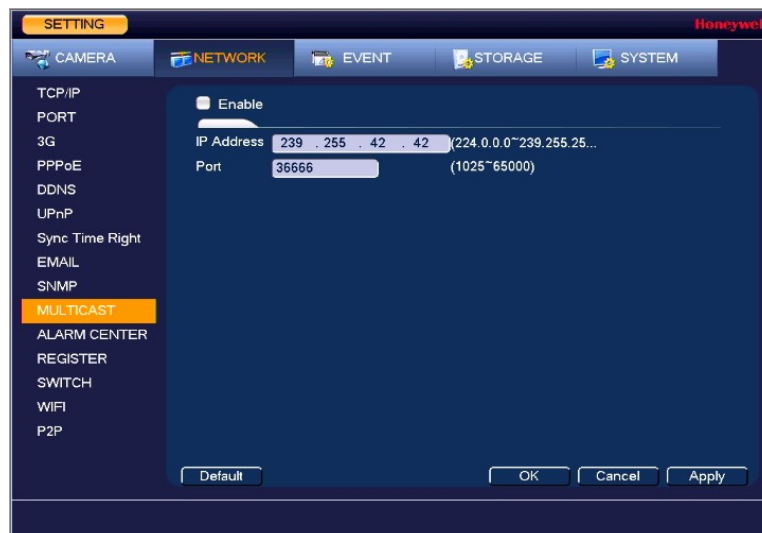 SETTING
Honeywel
CAMERA NETWORK EVENT STORAGE SYSTEM
TCP/IP
PORT
3G
PPPoE
DDNS
UPnP
Sync Time Right
EMAIL
SNMP
MULTICAST
ALARM CENTER
REGISTER
SWITCH
WIFI
P2P
Enable
IP Address 239 . 255 . 42 . 42 (224.0.0.0~239.255.25...
Port 36666 (1025~65000)
Default OK Cancel Apply